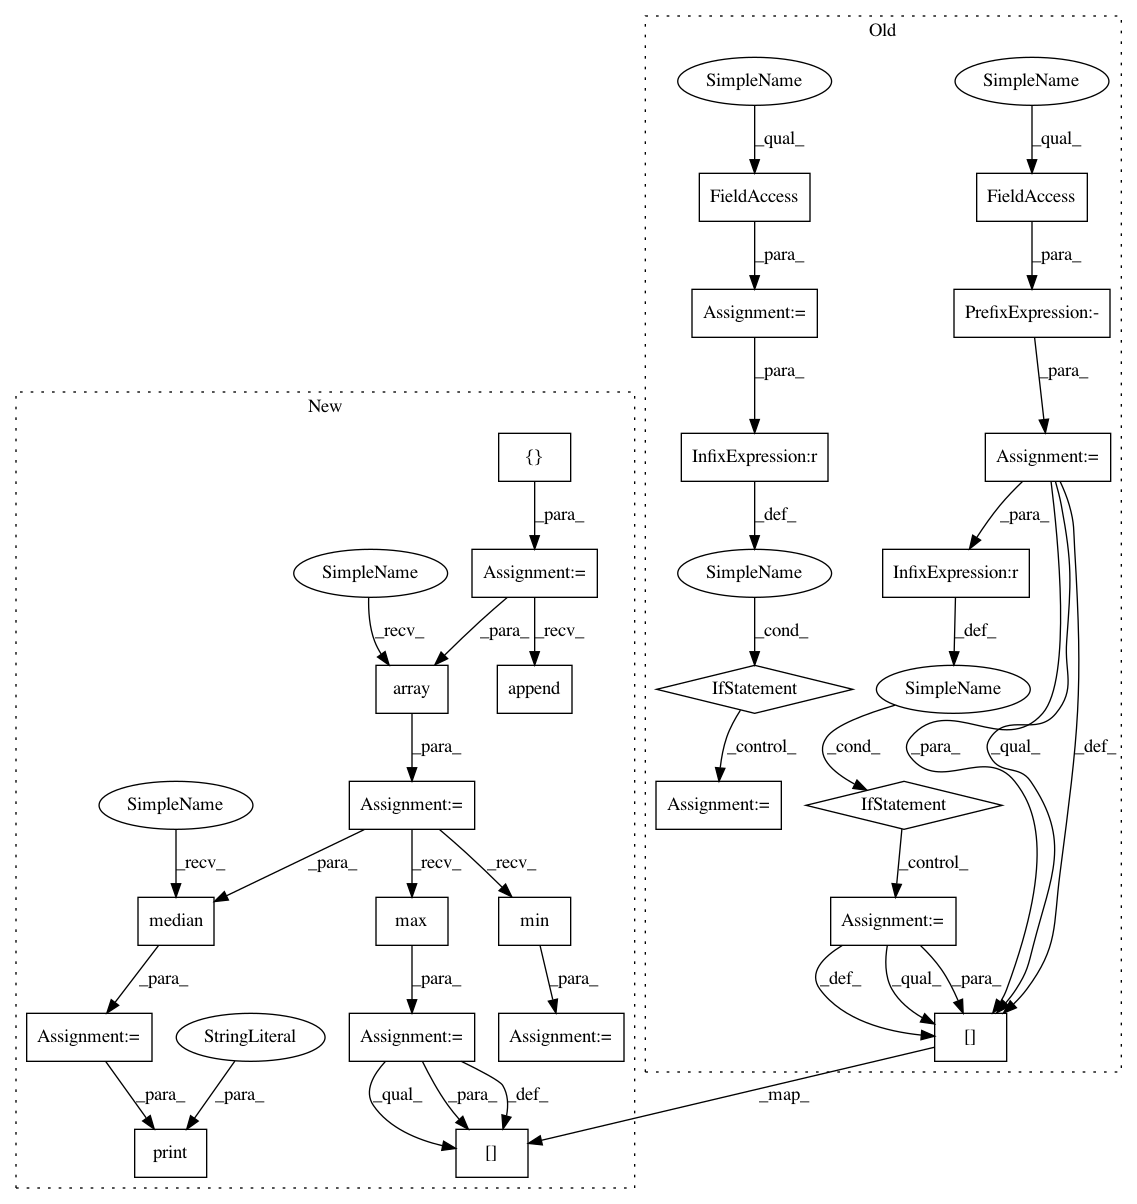 Old
SimpleName
SimpleName
_qual_
_qual_
FieldAccess
FieldAccess
_para_
_para_
Assignment:=
PrefixExpression:-
_para_
_para_
New
{}
InfixExpression:r
Assignment:=
_para_
_def_
_para_
SimpleName
Assignment:=
SimpleName
InfixExpression:r
_recv_
_para_
_recv_
_cond_
_def_
array
append
IfStatement
SimpleName
_para_
_control_
_cond_
_para_
_qual_
_def_
SimpleName
Assignment:=
Assignment:=
IfStatement
_recv_
_para_
_recv_
_recv_
_control_
median
max
min
Assignment:=
_para_
_para_
_para_
_def_
_qual_
_para_
Assignment:=
StringLiteral
Assignment:=
Assignment:=
[]
_para_
_para_
_qual_
_para_
_def_
_map_
print
[]